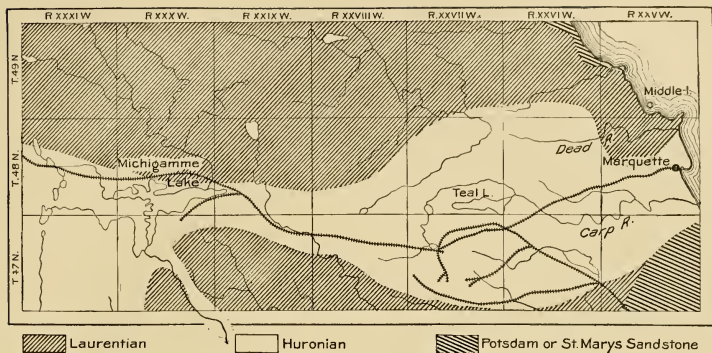 R XXXI W. R XXX W. R XXIX W. R XXVIII W. R.XXVII W. R.XXVI W. R XXV W.
T.49 N.
Middle I.
Dead R.
T.48 N.
Michigamme
Lake
Marquette
Teal L.
Carp R.
T 47 N.
Laurentian Huronian Potsdam or St. Marys Sandstone